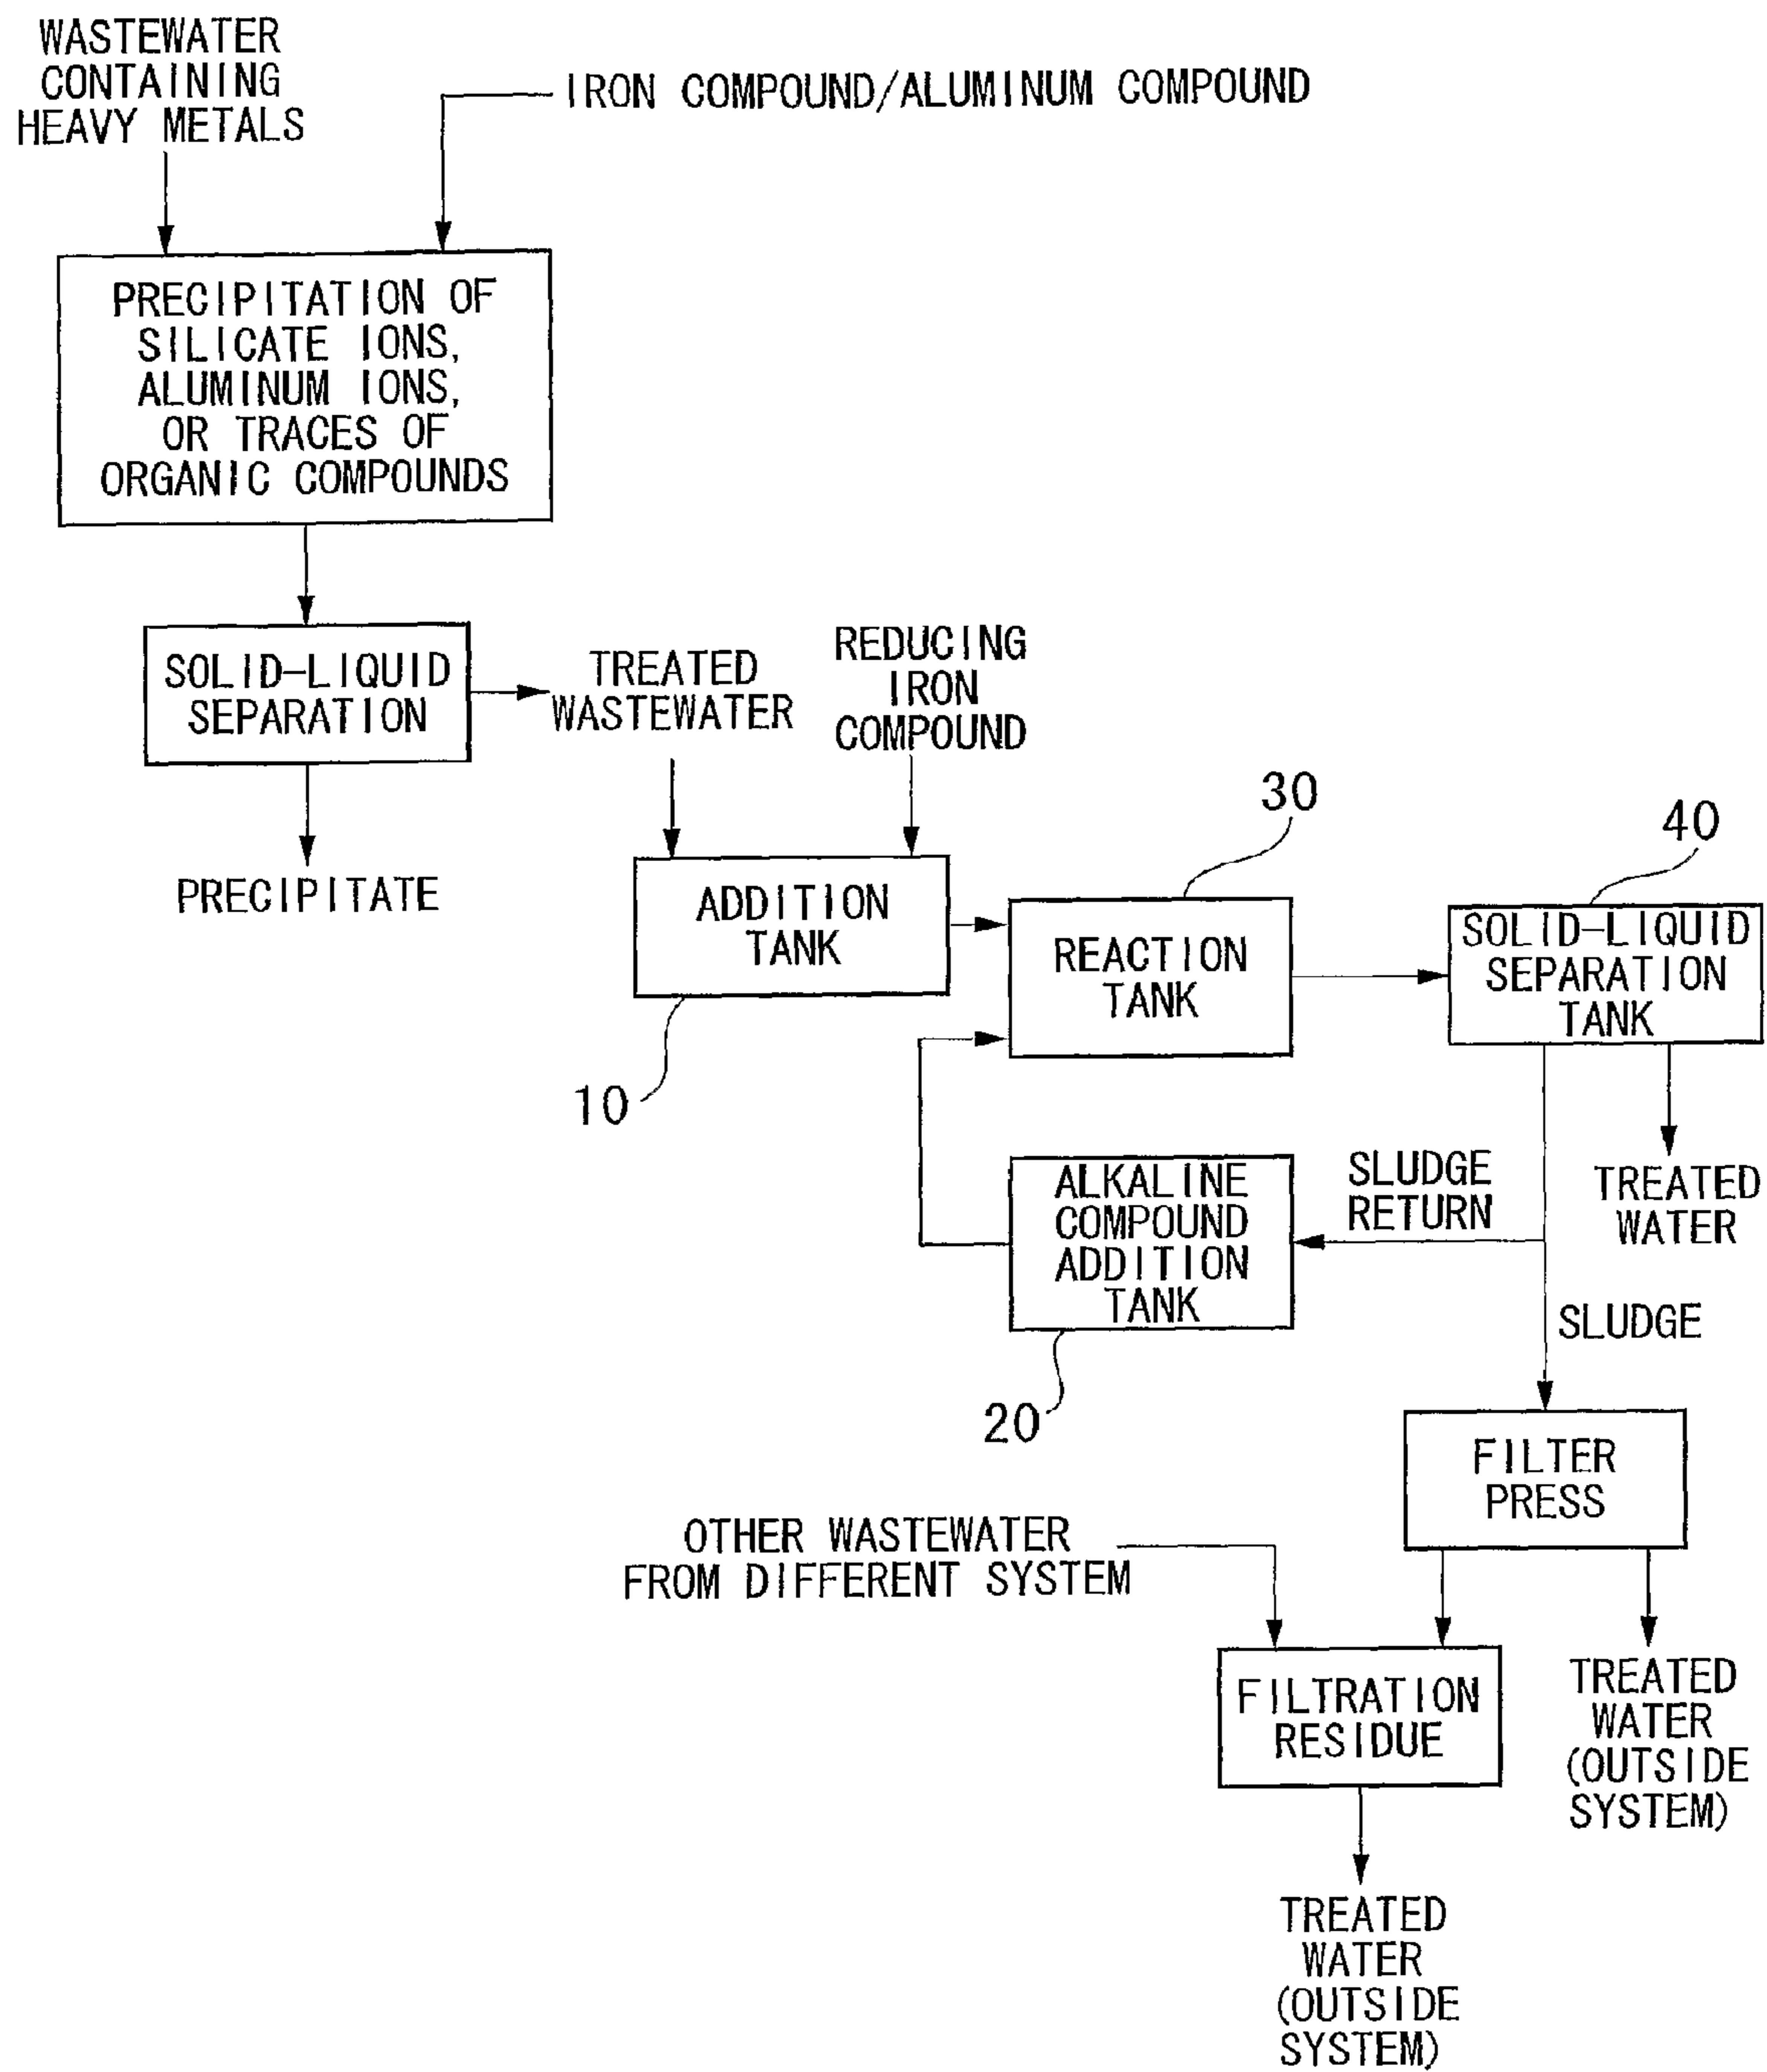 WASTEWATER
CONTAINING
HEAVY METALS
IRON COMPOUND/ALUMINUM COMPOUND
PRECIPITATION OF
SILICATE IONS,
ALUMINUM IONS,
OR TRACES OF
ORGANIC COMPOUNDS
SOLID-LIQUID
SEPARATION
TREATED
WASTEWATER
REDUCING
IRON
COMPOUND
PRECIPITATE
ADDITION
TANK
10
30
REACTION
TANK
40
SOLID-LIQUID
SEPARATION
TANK
ALKALINE
COMPOUND
ADDITION
TANK
20
SLUDGE
RETURN
TREATED
WATER
SLUDGE
FILTER
PRESS
OTHER WASTEWATER
FROM DIFFERENT SYSTEM
FILTRATION
RESIDUE
TREATED
WATER
(OUTSIDE
SYSTEM)
TREATED
WATER
(OUTSIDE
SYSTEM)